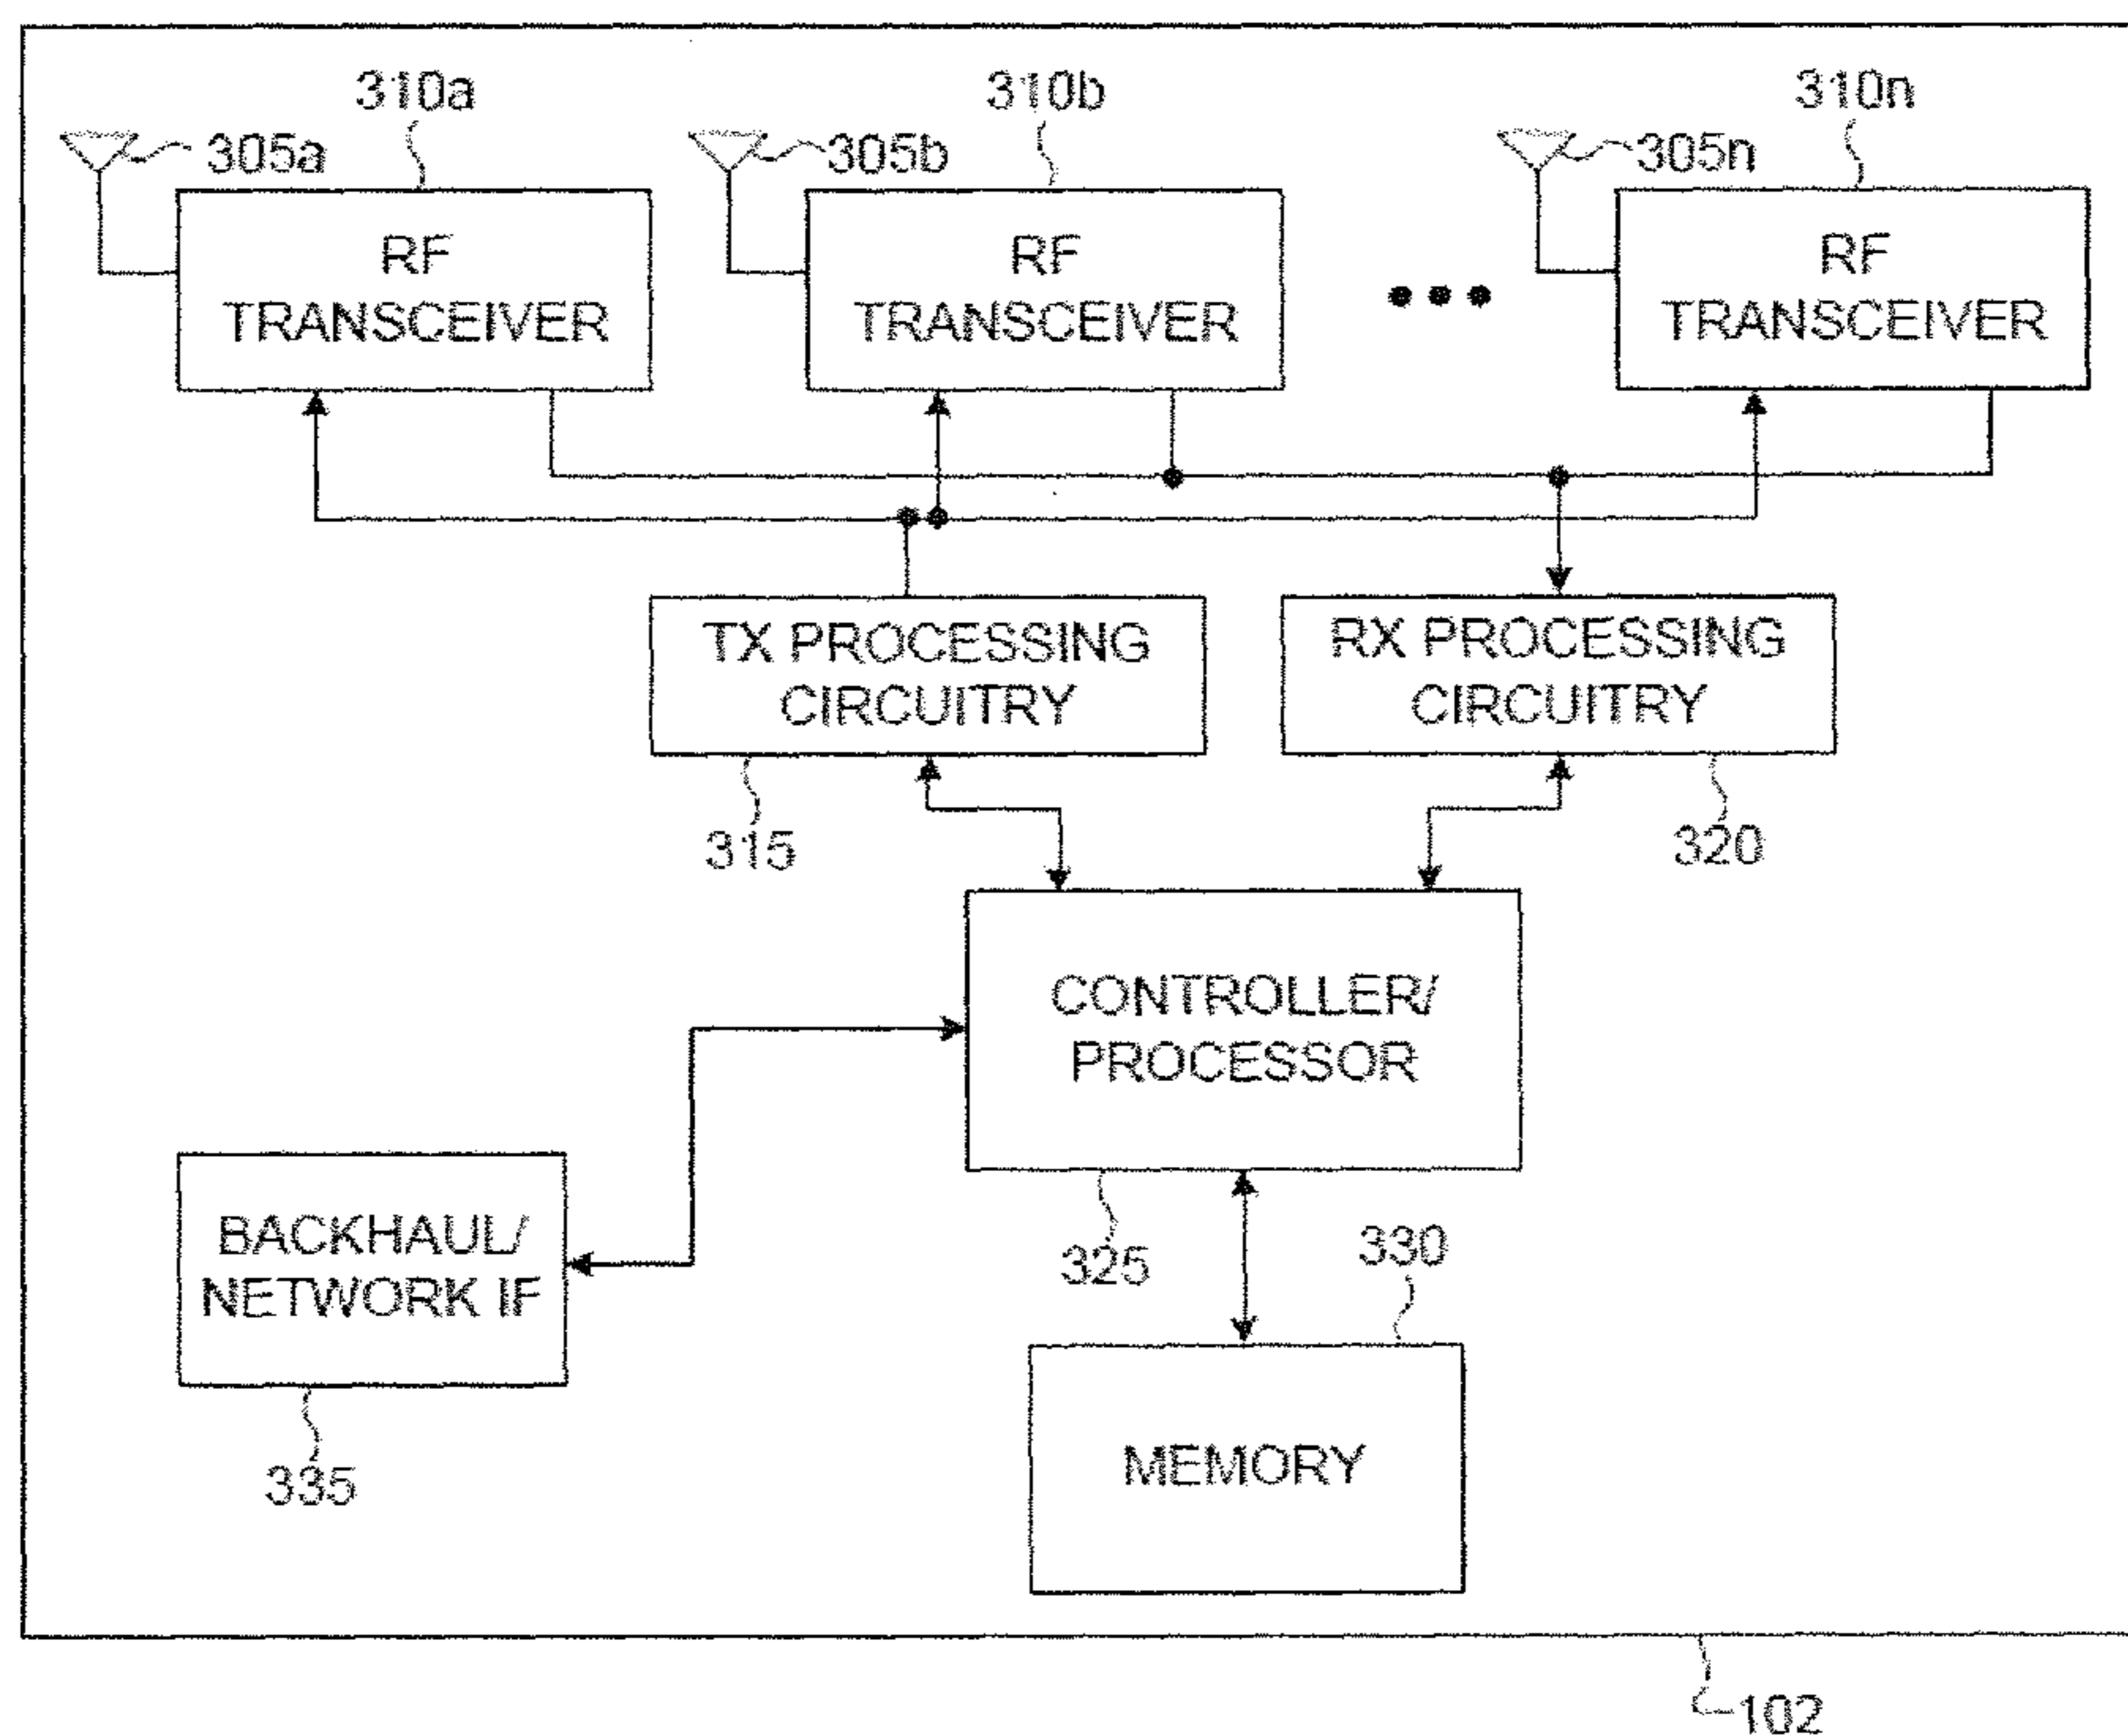 310a
310b
310n
305a
305b
305n
RF
TRANSCEIVER
RF
TRANSCEIVER
RF
TRANSCEIVER
TX PROCESSING
CIRCUITRY
RX PROCESSING
CIRCUITRY
315
320
CONTROLLER/
PROCESSOR
BACKHAUL/
NETWORK IF
325
330
335
MEMORY
102